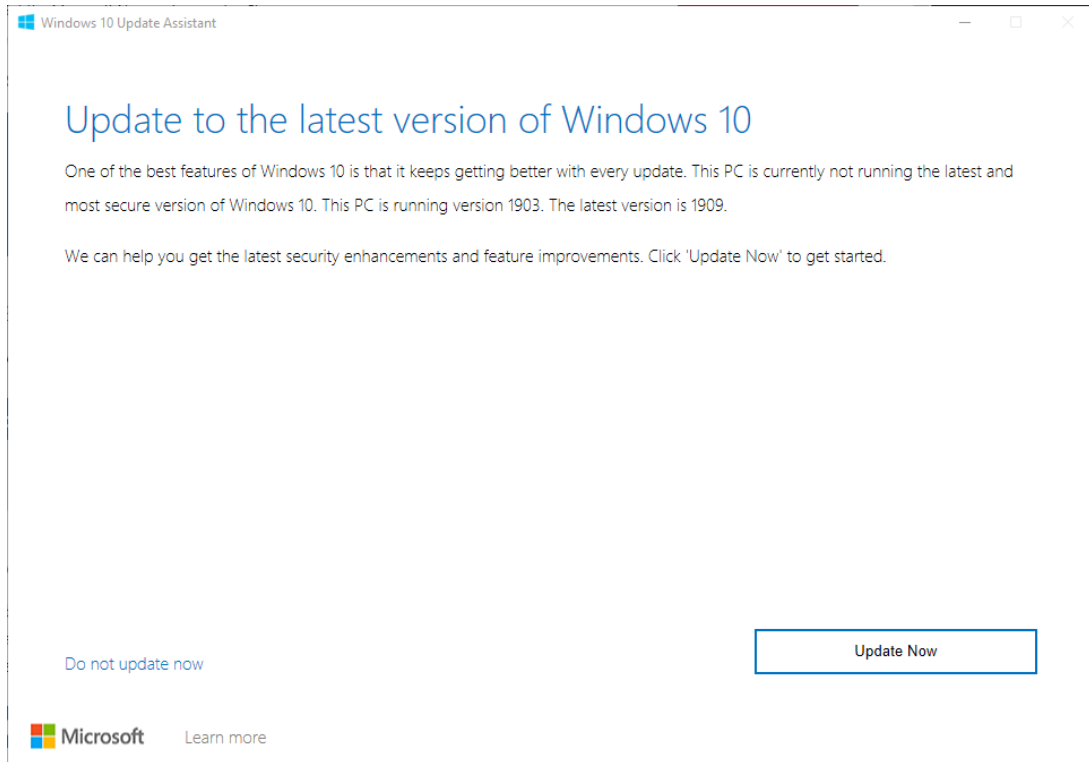 Windows 10 Update Assistant
Update to the latest version of Windows 10
One of the best features of Windows 10 is that it keeps getting better with every update. This PC is currently not running the latest and
most secure version of Windows 10. This PC is running version 1903. The latest version is 1909.
We can help you get the latest security enhancements and feature improvements. Click 'Update Now' to get started.
Do not update now
Update Now
Microsoft
Learn more